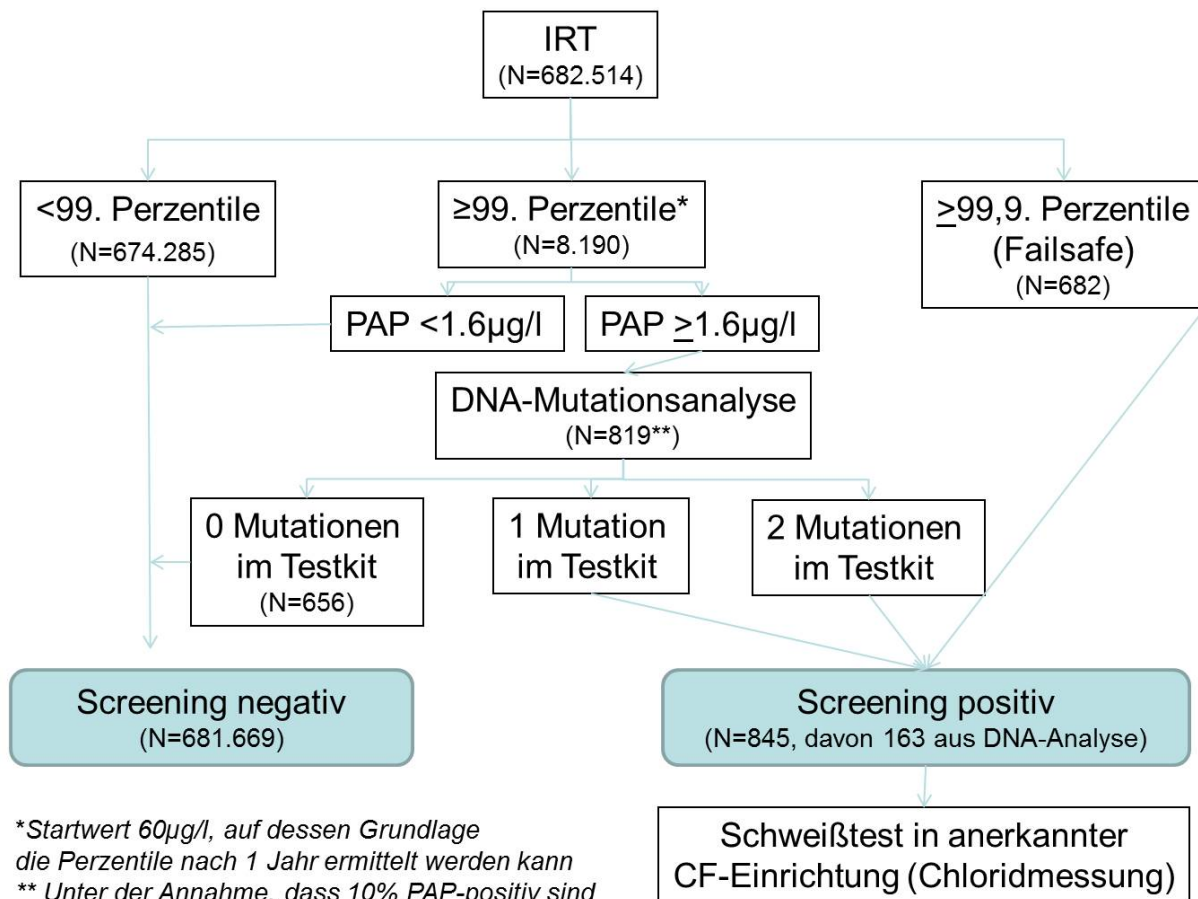 IRT
(N=682.514)
<99. Perzentile
(N=674.285)
≥99. Perzentile*
(N=8.190)
≥99,9. Perzentile
(Failsafe)
(N=682)
PAP <1.6µg/l
PAP ≥1.6µg/l
DNA-Mutationsanalyse
(N=819**)
0 Mutationen
im Testkit
(N=656)
1 Mutation
im Testkit
2 Mutationen
im Testkit
Screening negativ
(N=681.669)
Screening positiv
(N=845, davon 163 aus DNA-Analyse)
Schweißtest in anerkannter
CF-Einrichtung (Chloridmessung)
*Startwert 60µg/l, auf dessen Grundlage
die Perzentile nach 1 Jahr ermittelt werden kann
** Unter der Annahme, dass 10% PAP-positiv sind